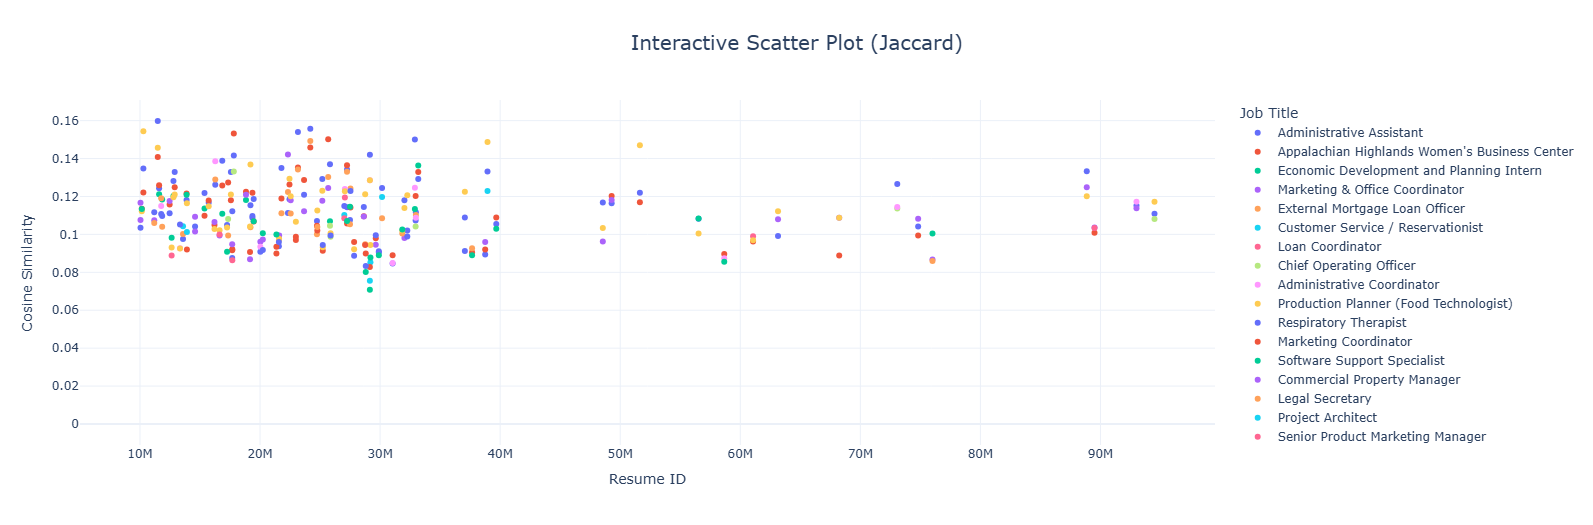 Interactive Scatter Plot (Jaccard)
Cosine Similarity
0.16
0.14
0.12
0.1
0.08
0.06
0.04
0.02
0
10M 20M 30M 40M 50M 60M 70M 80M 90M
Resume ID
Job Title
Administrative Assistant
Appalachian Highlands Women's Business Center
Economic Development and Planning Intern
Marketing & Office Coordinator
External Mortgage Loan Officer
Customer Service / Reservationist
Loan Coordinator
Chief Operating Officer
Administrative Coordinator
Production Planner (Food Technologist)
Respiratory Therapist
Marketing Coordinator
Software Support Specialist
Commercial Property Manager
Legal Secretary
Project Architect
Senior Product Marketing Manager